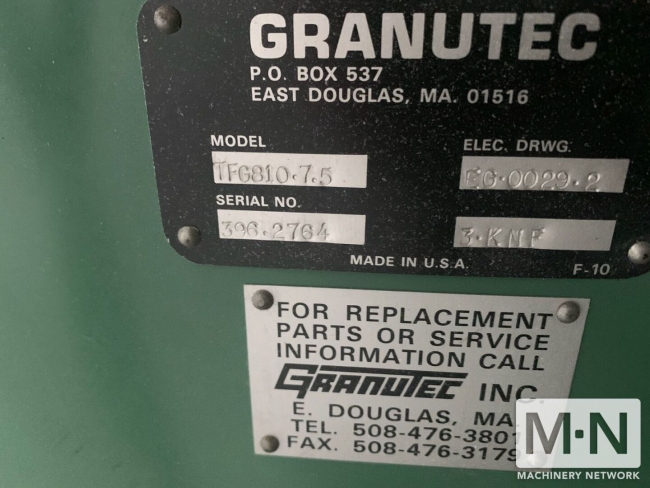 GRANUTEC
P.O. BOX 537
EAST DOUGLAS, MA. 01516
MODEL
ELEC. DRWG.
TFG810.7.5
EG.0029.2
SERIAL NO.
396.2764
3.KNF
MADE IN U.S.A.
F-10
FOR REPLACEMENT
PARTS OR SERVICE
INFORMATION CALL
GRANUTEC INC.
E. DOUGLAS, MA
TEL. 508-476-3801
FAX. 508-476-3179
M·N
MACHINERY NETWORK